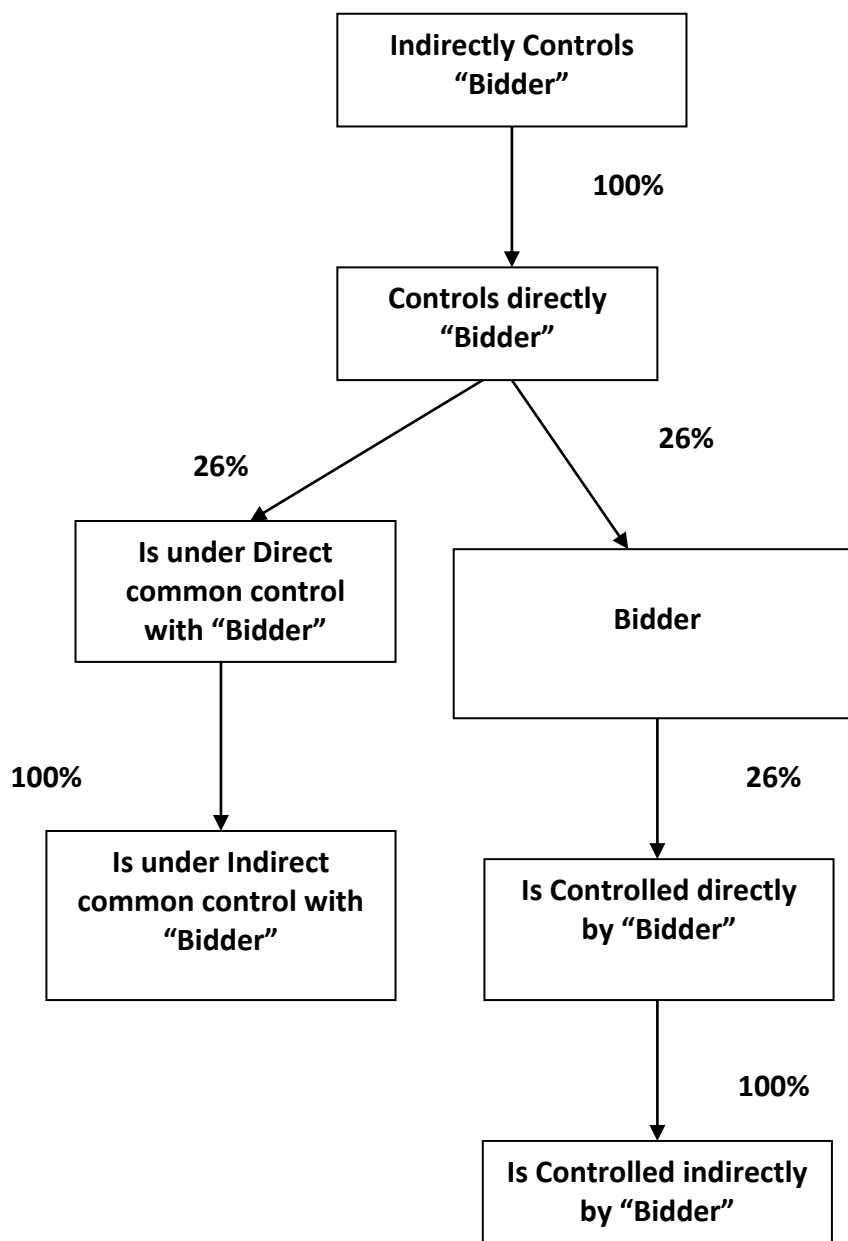 Indirectly Controls
“Bidder”
100%
Controls directly
“Bidder”
26%
26%
Is under Direct
common control
with “Bidder”
Bidder
100%
26%
Is under Indirect
common control with
“Bidder”
Is Controlled directly
by “Bidder”
100%
Is Controlled indirectly
by “Bidder”